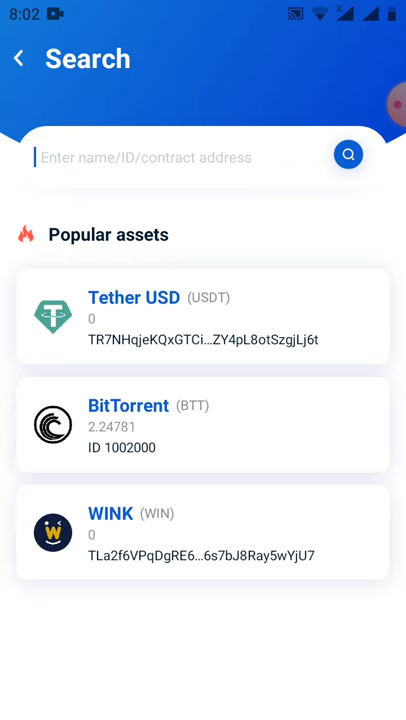 8:02
Search
Enter name/ID/contract address
Popular assets
Tether USD (USDT)
0
TR7NHqjeKQxGTCi...ZY4pL8otSzgjLj6t
BitTorrent (BTT)
2.24781
ID 1002000
WINK (WIN)
0
TLa2f6VPqDgRE6...6s7bJ8Ray5wYjU7